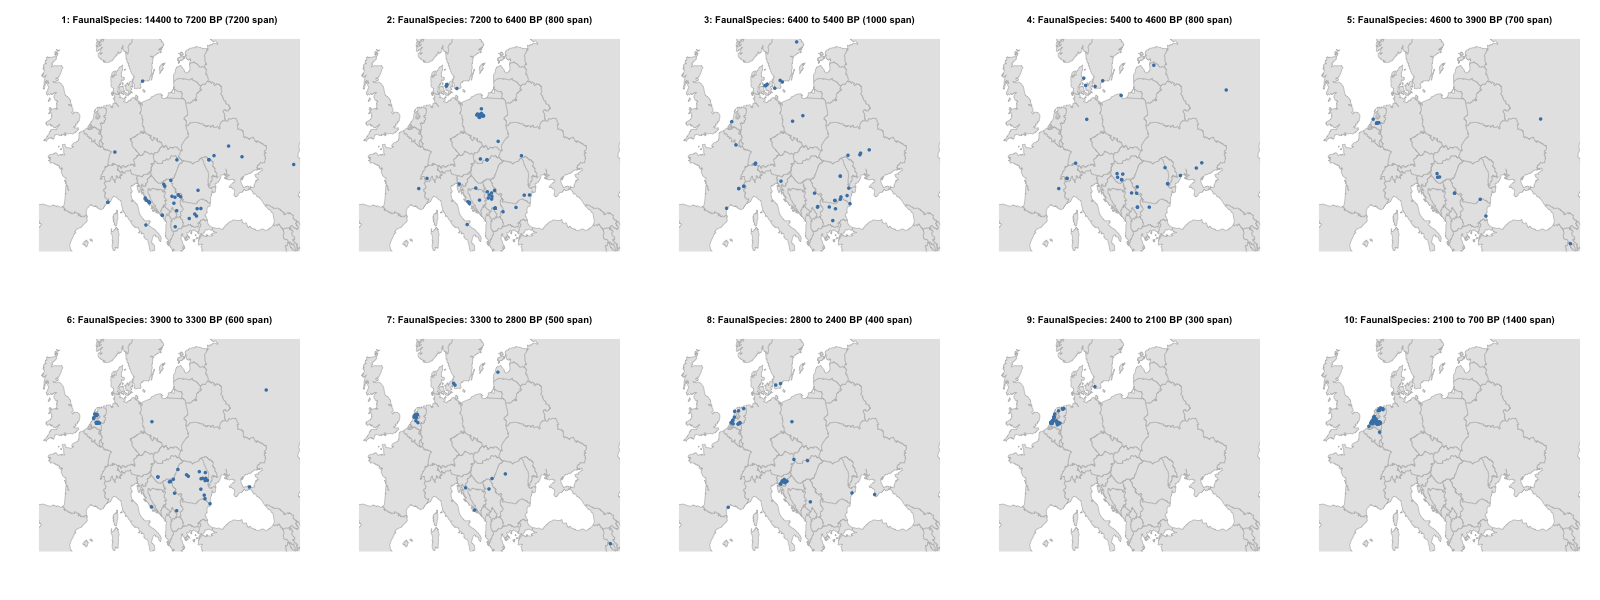 1: FaunalSpecies: 14400 to 7200 BP (7200 span)
2: FaunalSpecies: 7200 to 6400 BP (800 span)
3: FaunalSpecies: 6400 to 5400 BP (1000 span)
4: FaunalSpecies: 5400 to 4600 BP (800 span)
5: FaunalSpecies: 4600 to 3900 BP (700 span)
6: FaunalSpecies: 3900 to 3300 BP (600 span)
7: FaunalSpecies: 3300 to 2800 BP (500 span)
8: FaunalSpecies: 2800 to 2400 BP (400 span)
9: FaunalSpecies: 2400 to 2100 BP (300 span)
10: FaunalSpecies: 2100 to 700 BP (1400 span)